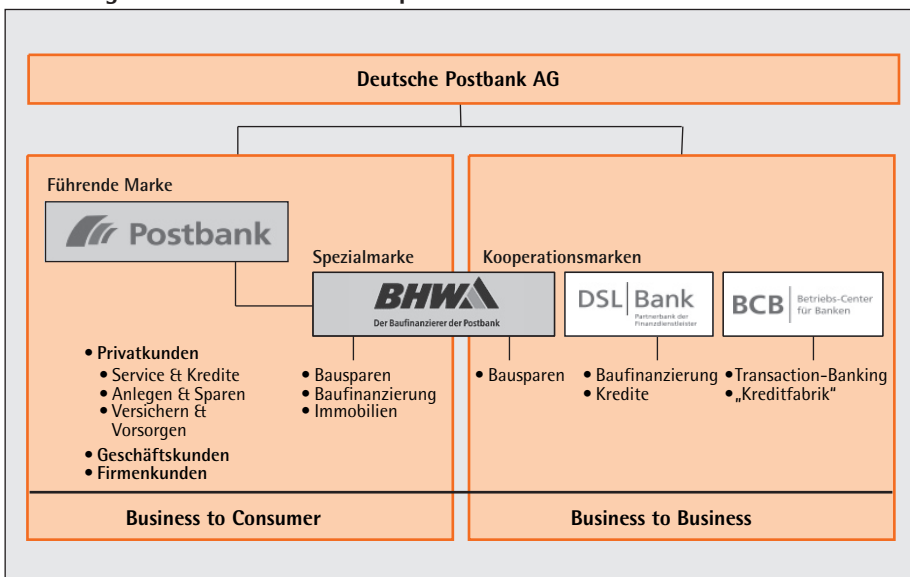 Deutsche Postbank AG
Führende Marke
Postbank
Spezialmarke
BHW
Der Baufinanzierer der Postbank
Kooperationsmarken
DSL Bank
Partnerbank der
Finanzdienstleister
BCB Betriebs-Center
für Banken
• Privatkunden
• Service & Kredite
• Anlegen & Sparen
• Versichern &
Vorsorgen
• Geschäftskunden
• Firmenkunden
• Bausparen
• Baufinanzierung
• Immobilien
• Bausparen
• Baufinanzierung
• Kredite
• Transaction-Banking
• „Kreditfabrik“
Business to Consumer
Business to Business